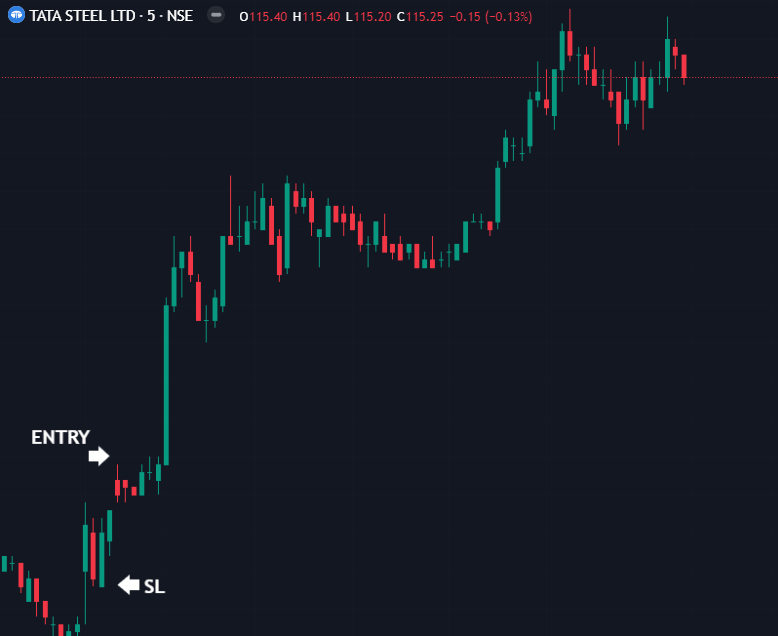 TATA STEEL LTD · 5 · NSE O115.40 H115.40 L115.20 C115.25 −0.15 (−0.13%)
ENTRY
SL